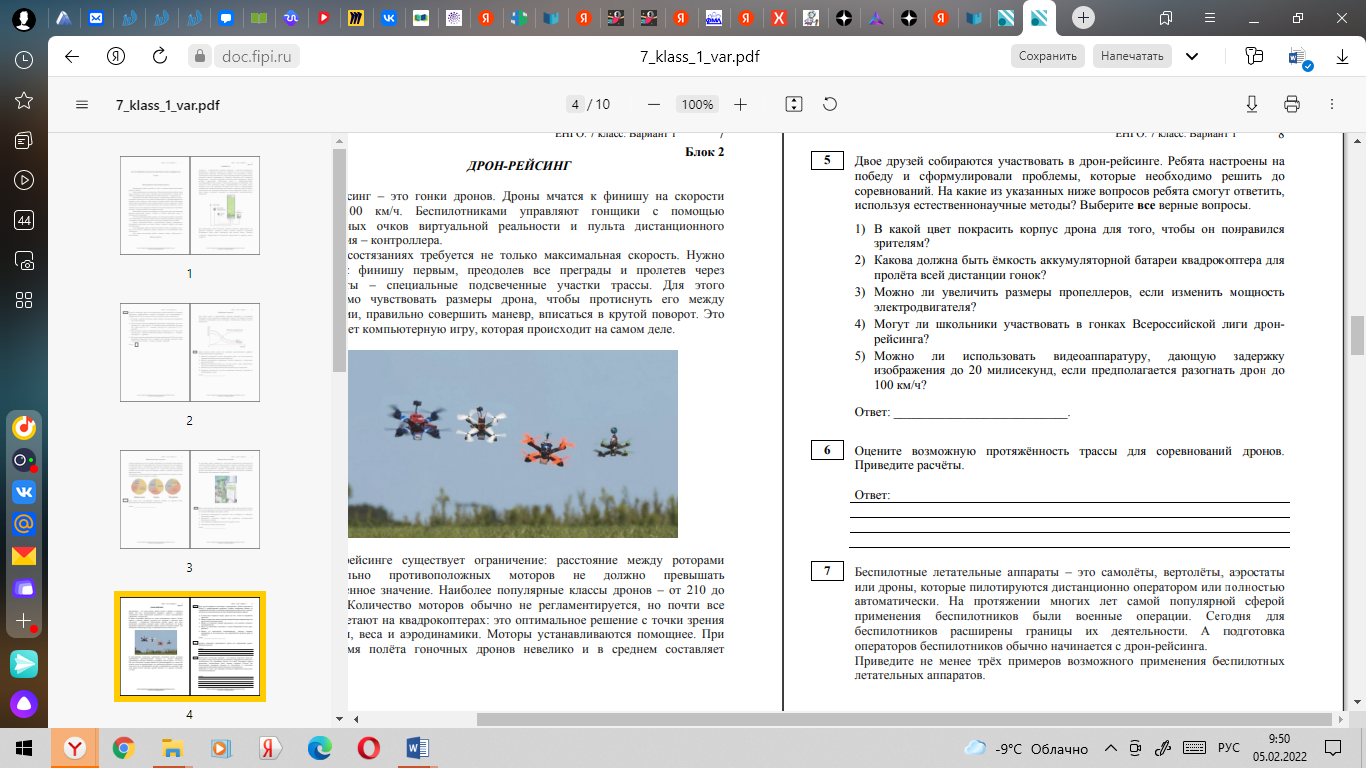 doc.fipi.ru
7_klass_1_var.pdf
Сохранить
Напечатать
7_klass_1_var.pdf
4 / 10
100%
44
1
2
3
4
ЕНГО. 7 класс. Вариант 1 7
Блок 2
ДРОН-РЕЙСИНГ
синг – это гонки дронов. Дроны мчатся к финишу на скорости
00 км/ч. Беспилотниками управляют гонщики с помощью
ных очков виртуальной реальности и пульта дистанционного
ия – контроллера.
состязаниях требуется не только максимальная скорость. Нужно
финишу первым, преодолев все преграды и пролетев через
ты – специальные подсвеченные участки трассы. Для этого
мо чувствовать размеры дрона, чтобы протиснуть его между
ии, правильно совершить маневр, вписаться в крутой поворот. Это
ет компьютерную игру, которая происходит на самом деле.
рейсинге существует ограничение: расстояние между роторами
льно противоположных моторов не должно превышать
енное значение. Наиболее популярные классы дронов – от 210 до
Количество моторов обычно не регламентируется, но почти все
етают на квадрокоптерах: это оптимальное решение с точки зрения
и, веса и аэродинамики. Моторы устанавливаются помощнее. При
мя полёта гоночных дронов невелико и в среднем составляет
ЕНГО. 7 класс. Вариант 1 8
5 Двое друзей собираются участвовать в дрон-рейсинге. Ребята настроены на
победу и сформулировали проблемы, которые необходимо решить до
соревнований. На какие из указанных ниже вопросов ребята смогут ответить,
используя естественнонаучные методы? Выберите все верные вопросы.
1) В какой цвет покрасить корпус дрона для того, чтобы он понравился
зрителям?
2) Какова должна быть ёмкость аккумуляторной батареи квадрокоптера для
пролёта всей дистанции гонок?
3) Можно ли увеличить размеры пропеллеров, если изменить мощность
электродвигателя?
4) Могут ли школьники участвовать в гонках Всероссийской лиги дрон-
рейсинга?
5) Можно ли использовать видеоаппаратуру, дающую задержку
изображения до 20 милисекунд, если предполагается разогнать дрон до
100 км/ч?
Ответ: ____________________________.
6 Оцените возможную протяжённость трассы для соревнований дронов.
Приведите расчёты.
Ответ:
7 Беспилотные летательные аппараты – это самолёты, вертолёты, аэростаты
или дроны, которые пилотируются дистанционно оператором или полностью
автоматически. На протяжении многих лет самой популярной сферой
применения беспилотников были военные операции. Сегодня для
беспилотников расширены границы их деятельности. А подготовка
операторов беспилотников обычно начинается с дрон-рейсинга.
Приведите не менее трёх примеров возможного применения беспилотных
летательных аппаратов.
-9°C Облачно
РУС
9:50
05.02.2022